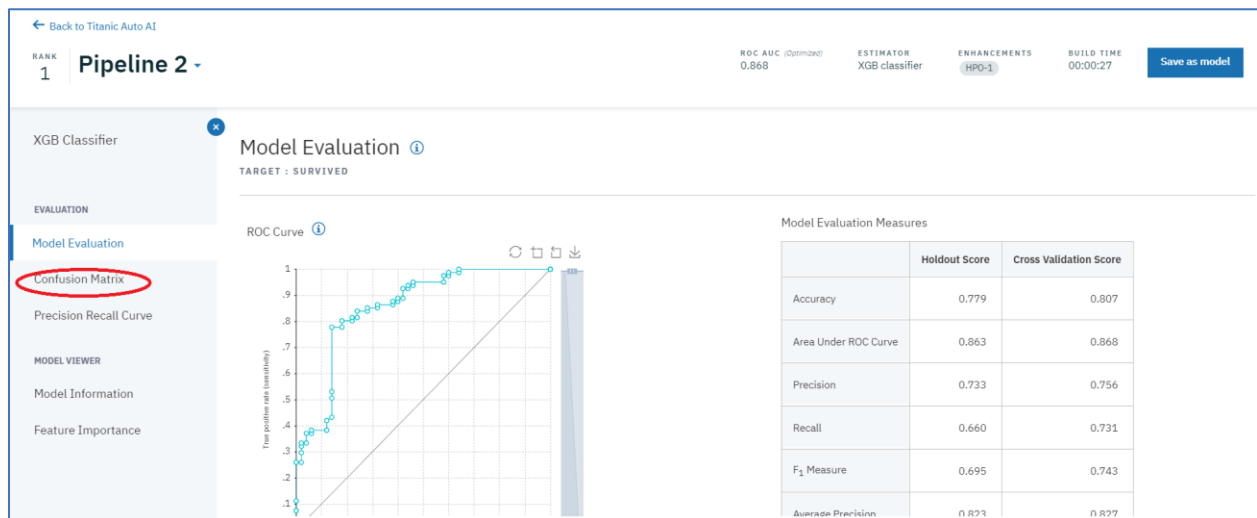 ← Back to Titanic Auto AI
RANK
1
Pipeline 2
ROC AUC (Optimized)
0.868
ESTIMATOR
XGB classifier
ENHANCEMENTS
HPO-1
BUILD TIME
00:00:27
Save as model
XGB Classifier
EVALUATION
Model Evaluation
Confusion Matrix
Precision Recall Curve
MODEL VIEWER
Model Information
Feature Importance
Model Evaluation
TARGET : SURVIVED
ROC Curve
True positive rate (sensitivity)
1
.9
.8
.7
.6
.5
.4
.3
.2
.1
Model Evaluation Measures
Holdout Score Cross Validation Score
Accuracy 0.779 0.807
Area Under ROC Curve 0.863 0.868
Precision 0.733 0.756
Recall 0.660 0.731
F₁ Measure 0.695 0.743
Average Precision 0.823 0.827